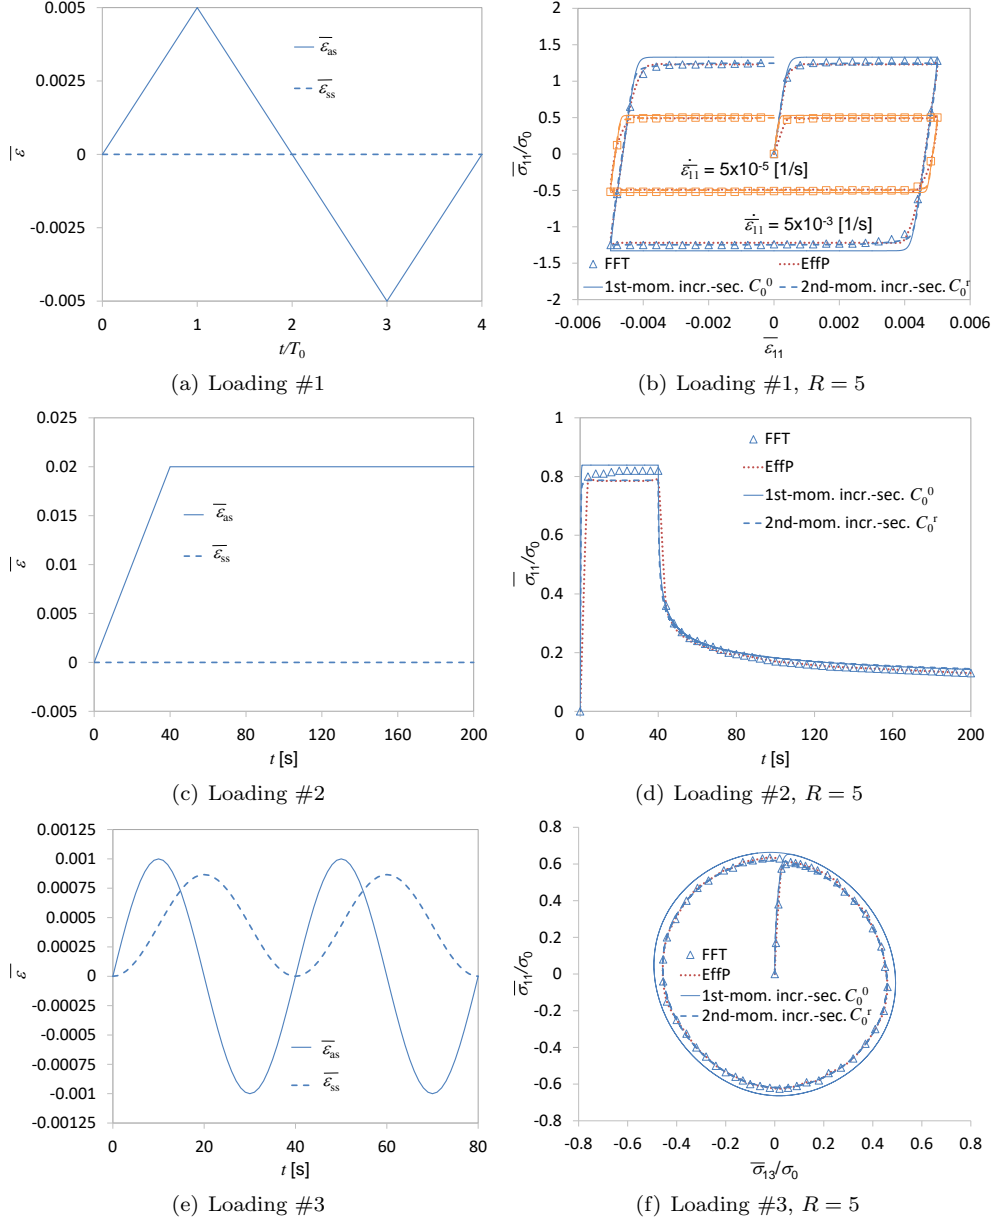 0.005
0.0025
0
-0.0025
-0.005
ε̅
ε̅as
ε̅ss
0 1 2 3 4
t/T0
(a) Loading #1
2
1.5
1
0.5
0
-0.5
-1
-1.5
-2
σ̅11/σ0
ε̅̇11 = 5x10-5 [1/s]
ε̅̇11 = 5x10-3 [1/s]
FFT EffP
1st-mom. incr.-sec. C0^0 2nd-mom. incr.-sec. C0^r
-0.006 -0.004 -0.002 0 0.002 0.004 0.006
ε̅11
(b) Loading #1, R = 5
0.025
0.02
0.015
0.01
0.005
0
-0.005
ε̅
ε̅as
ε̅ss
0 40 80 120 160 200
t [s]
(c) Loading #2
1
0.8
0.6
0.4
0.2
0
σ̅11/σ0
FFT
EffP
1st-mom. incr.-sec. C0^0
2nd-mom. incr.-sec. C0^r
0 40 80 120 160 200
t [s]
(d) Loading #2, R = 5
0.00125
0.001
0.00075
0.0005
0.00025
0
-0.00025
-0.0005
-0.00075
-0.001
-0.00125
ε̅
ε̅as
ε̅ss
0 20 40 60 80
t [s]
(e) Loading #3
0.8
0.6
0.4
0.2
0
-0.2
-0.4
-0.6
-0.8
σ̅11/σ0
FFT
EffP
1st-mom. incr.-sec. C0^0
2nd-mom. incr.-sec. C0^r
-0.8 -0.6 -0.4 -0.2 0 0.2 0.4 0.6 0.8
σ̅13/σ0
(f) Loading #3, R = 5